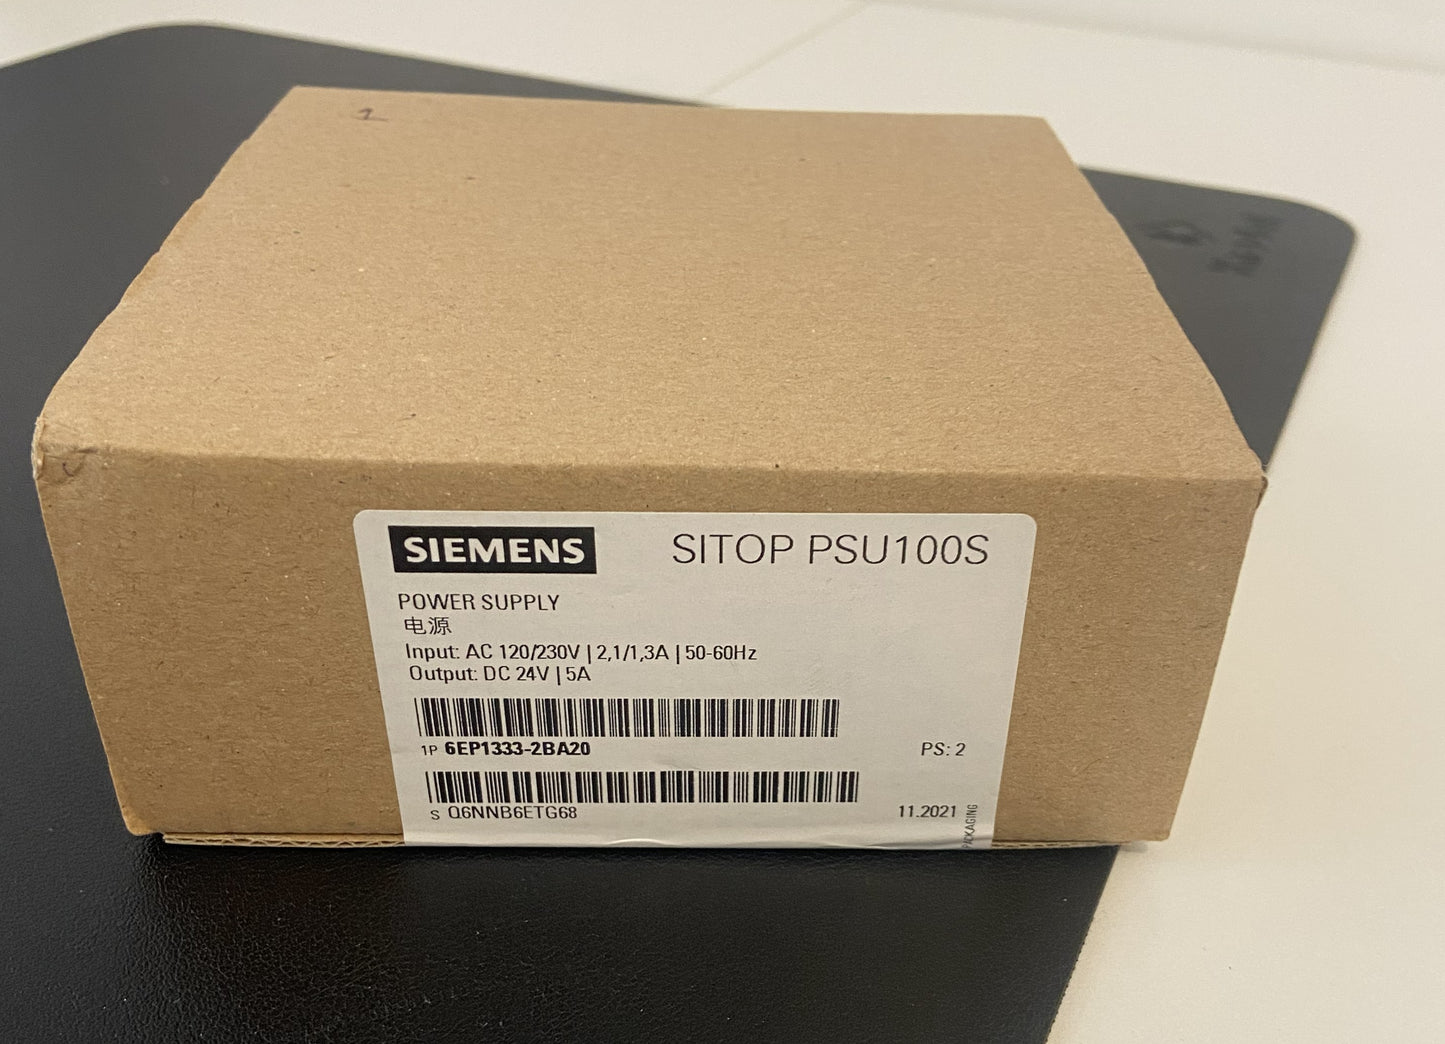 1
SIEMENS
SITOP PSU100S
POWER SUPPLY
电源
Input: AC 120/230V | 2,1/1,3A | 50-60Hz
Output: DC 24V | 5A
1P 6EP1333-2BA20
PS: 2
S Q6NNB6ETG68
11.2021
PACKAGING